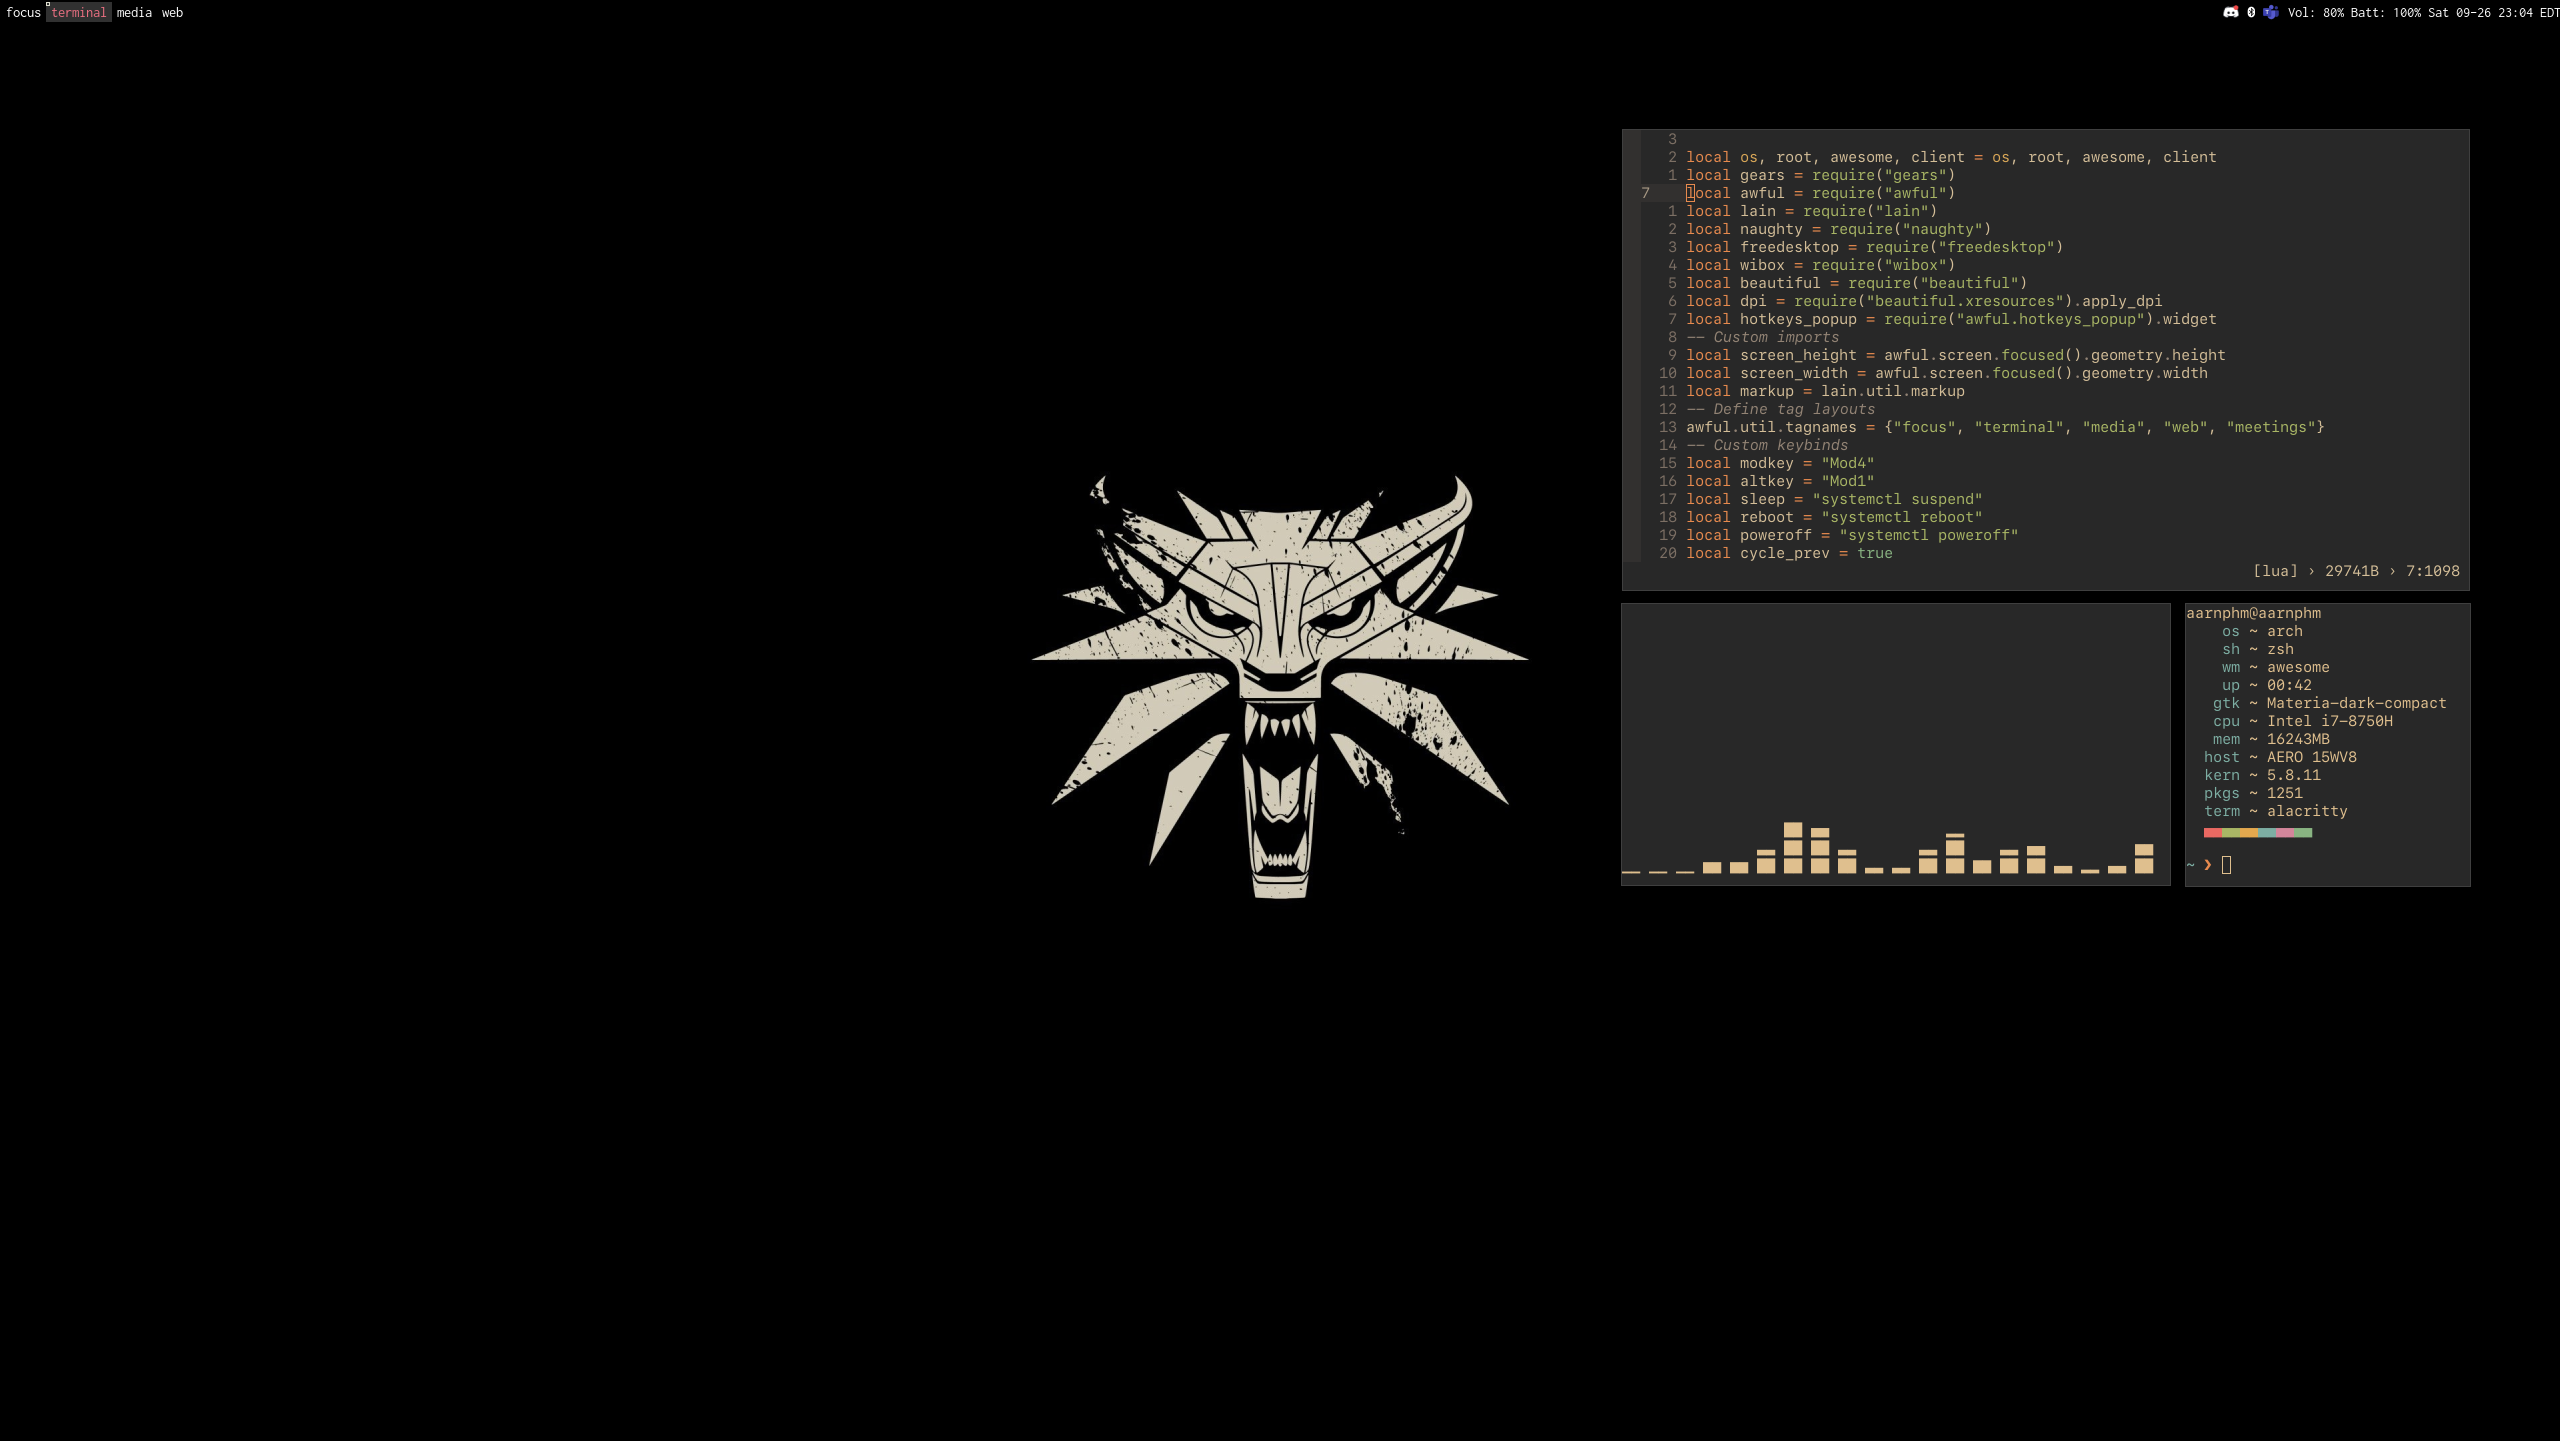 focus terminal media web
Vol: 80% Batt: 100% Sat 09-26 23:04 EDT
3
2 local os, root, awesome, client = os, root, awesome, client
1 local gears = require("gears")
7 local awful = require("awful")
1 local lain = require("lain")
2 local naughty = require("naughty")
3 local freedesktop = require("freedesktop")
4 local wibox = require("wibox")
5 local beautiful = require("beautiful")
6 local dpi = require("beautiful.xresources").apply_dpi
7 local hotkeys_popup = require("awful.hotkeys_popup").widget
8 -- Custom imports
9 local screen_height = awful.screen.focused().geometry.height
10 local screen_width = awful.screen.focused().geometry.width
11 local markup = lain.util.markup
12 -- Define tag layouts
13 awful.util.tagnames = {"focus", "terminal", "media", "web", "meetings"}
14 -- Custom keybinds
15 local modkey = "Mod4"
16 local altkey = "Mod1"
17 local sleep = "systemctl suspend"
18 local reboot = "systemctl reboot"
19 local poweroff = "systemctl poweroff"
20 local cycle_prev = true
[lua] › 29741B › 7:1098
aarnphm@aarnphm
os ~ arch
sh ~ zsh
wm ~ awesome
up ~ 00:42
gtk ~ Materia-dark-compact
cpu ~ Intel i7-8750H
mem ~ 16243MB
host ~ AERO 15WV8
kern ~ 5.8.11
pkgs ~ 1251
term ~ alacritty
~ ❯